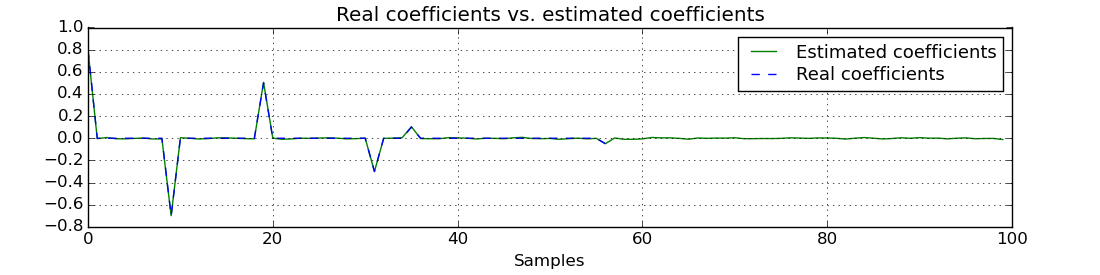 Real coefficients vs. estimated coefficients
1.0
0.8
0.6
0.4
0.2
0.0
−0.2
−0.4
−0.6
−0.8
Estimated coefficients
Real coefficients
0 20 40 60 80 100
Samples